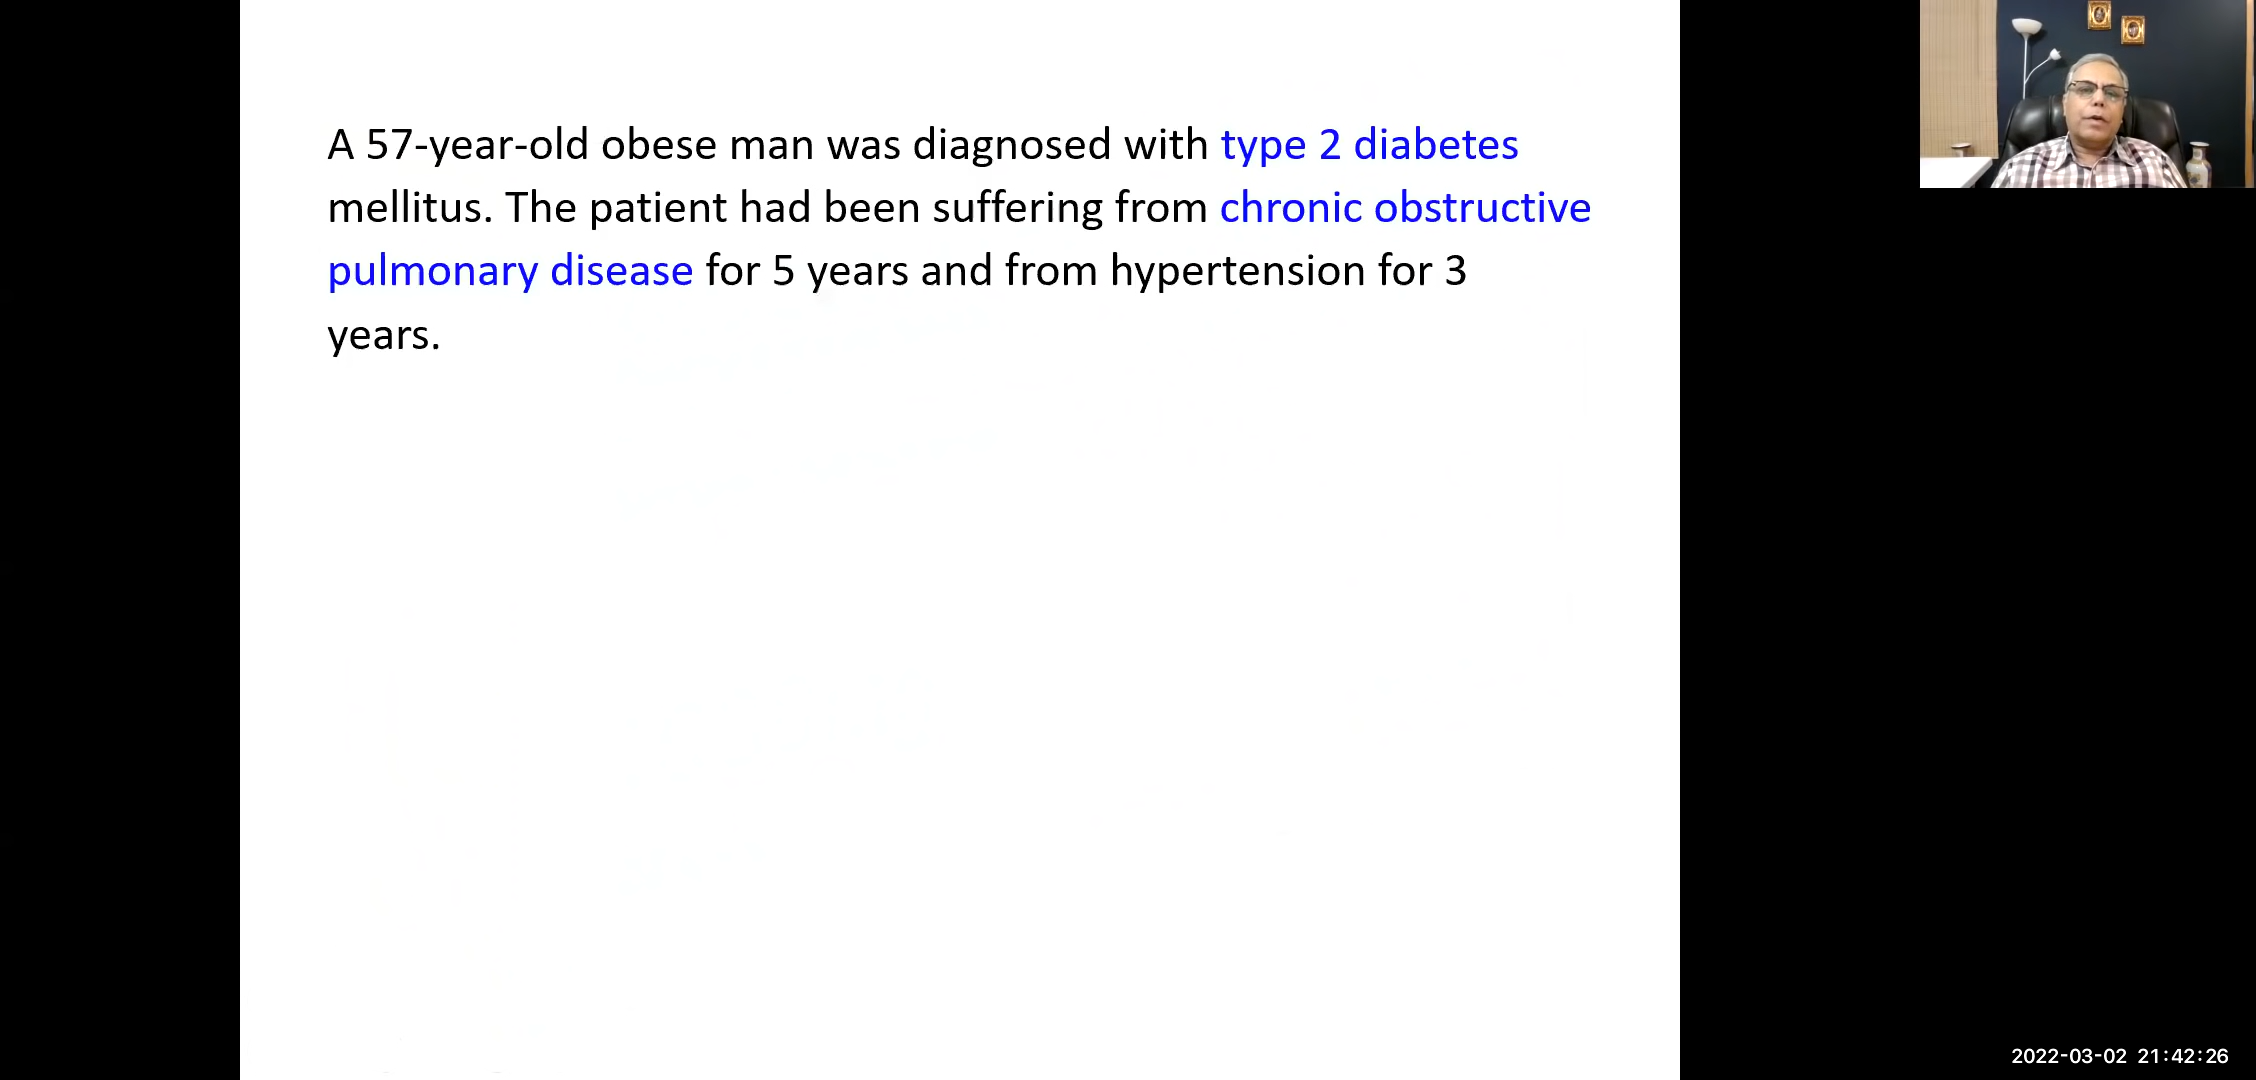 A 57-year-old obese man was diagnosed with type 2 diabetes
mellitus. The patient had been suffering from chronic obstructive
pulmonary disease for 5 years and from hypertension for 3
years.
2022-03-02 21:42:26